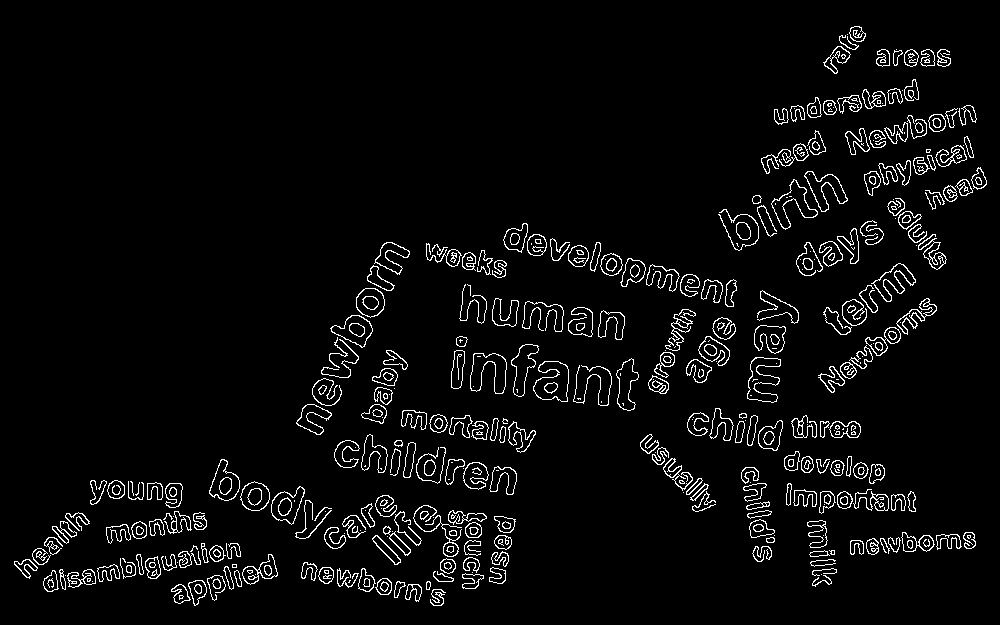 rate
areas
understand
Newborn
need
physical
head
birth
adults
days
development
weeks
newborn
term
human
may
growth
age
Newborns
infant
baby
mortality
child
three
children
usually
develop
child's
important
body
young
care
life
food's
touch
used
health
months
milk
newborns
disambiguation
applied
newborn's